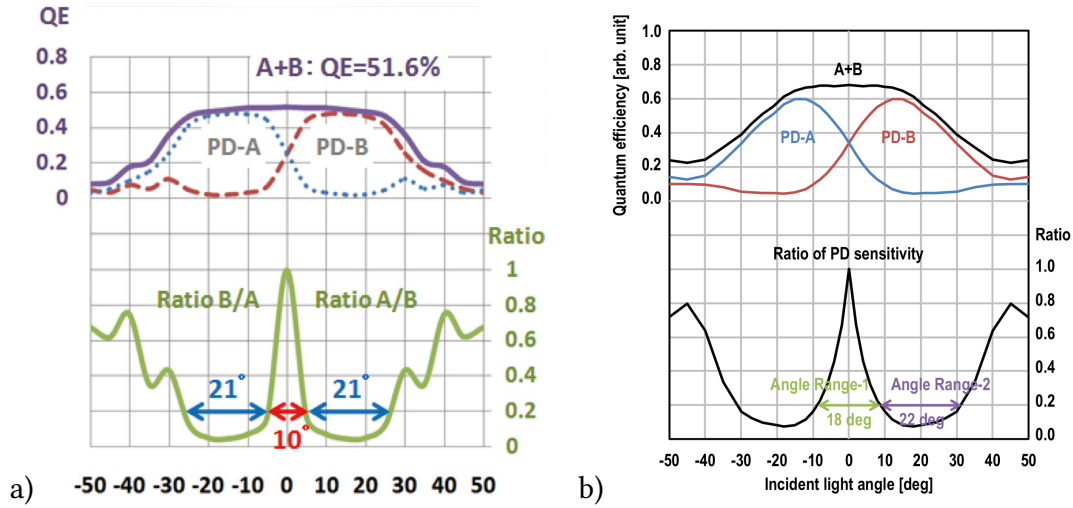 QE
0.8
A+B: QE=51.6%
0.6
0.4
PD-A
PD-B
0.2
0
Ratio
1
Ratio B/A
Ratio A/B
0.8
0.6
0.4
21°
21°
0.2
10°
0
-50 -40 -30 -20 -10 0 10 20 30 40 50
a)
Quantum efficiency [arb. unit]
1.0
0.8
A+B
0.6
0.4
PD-A
PD-B
0.2
0.0
Ratio
Ratio of PD sensitivity
1.0
0.8
0.6
0.4
Angle Range-1
Angle Range-2
0.2
18 deg
22 deg
0.0
-50 -40 -30 -20 -10 0 10 20 30 40 50
Incident light angle [deg]
b)